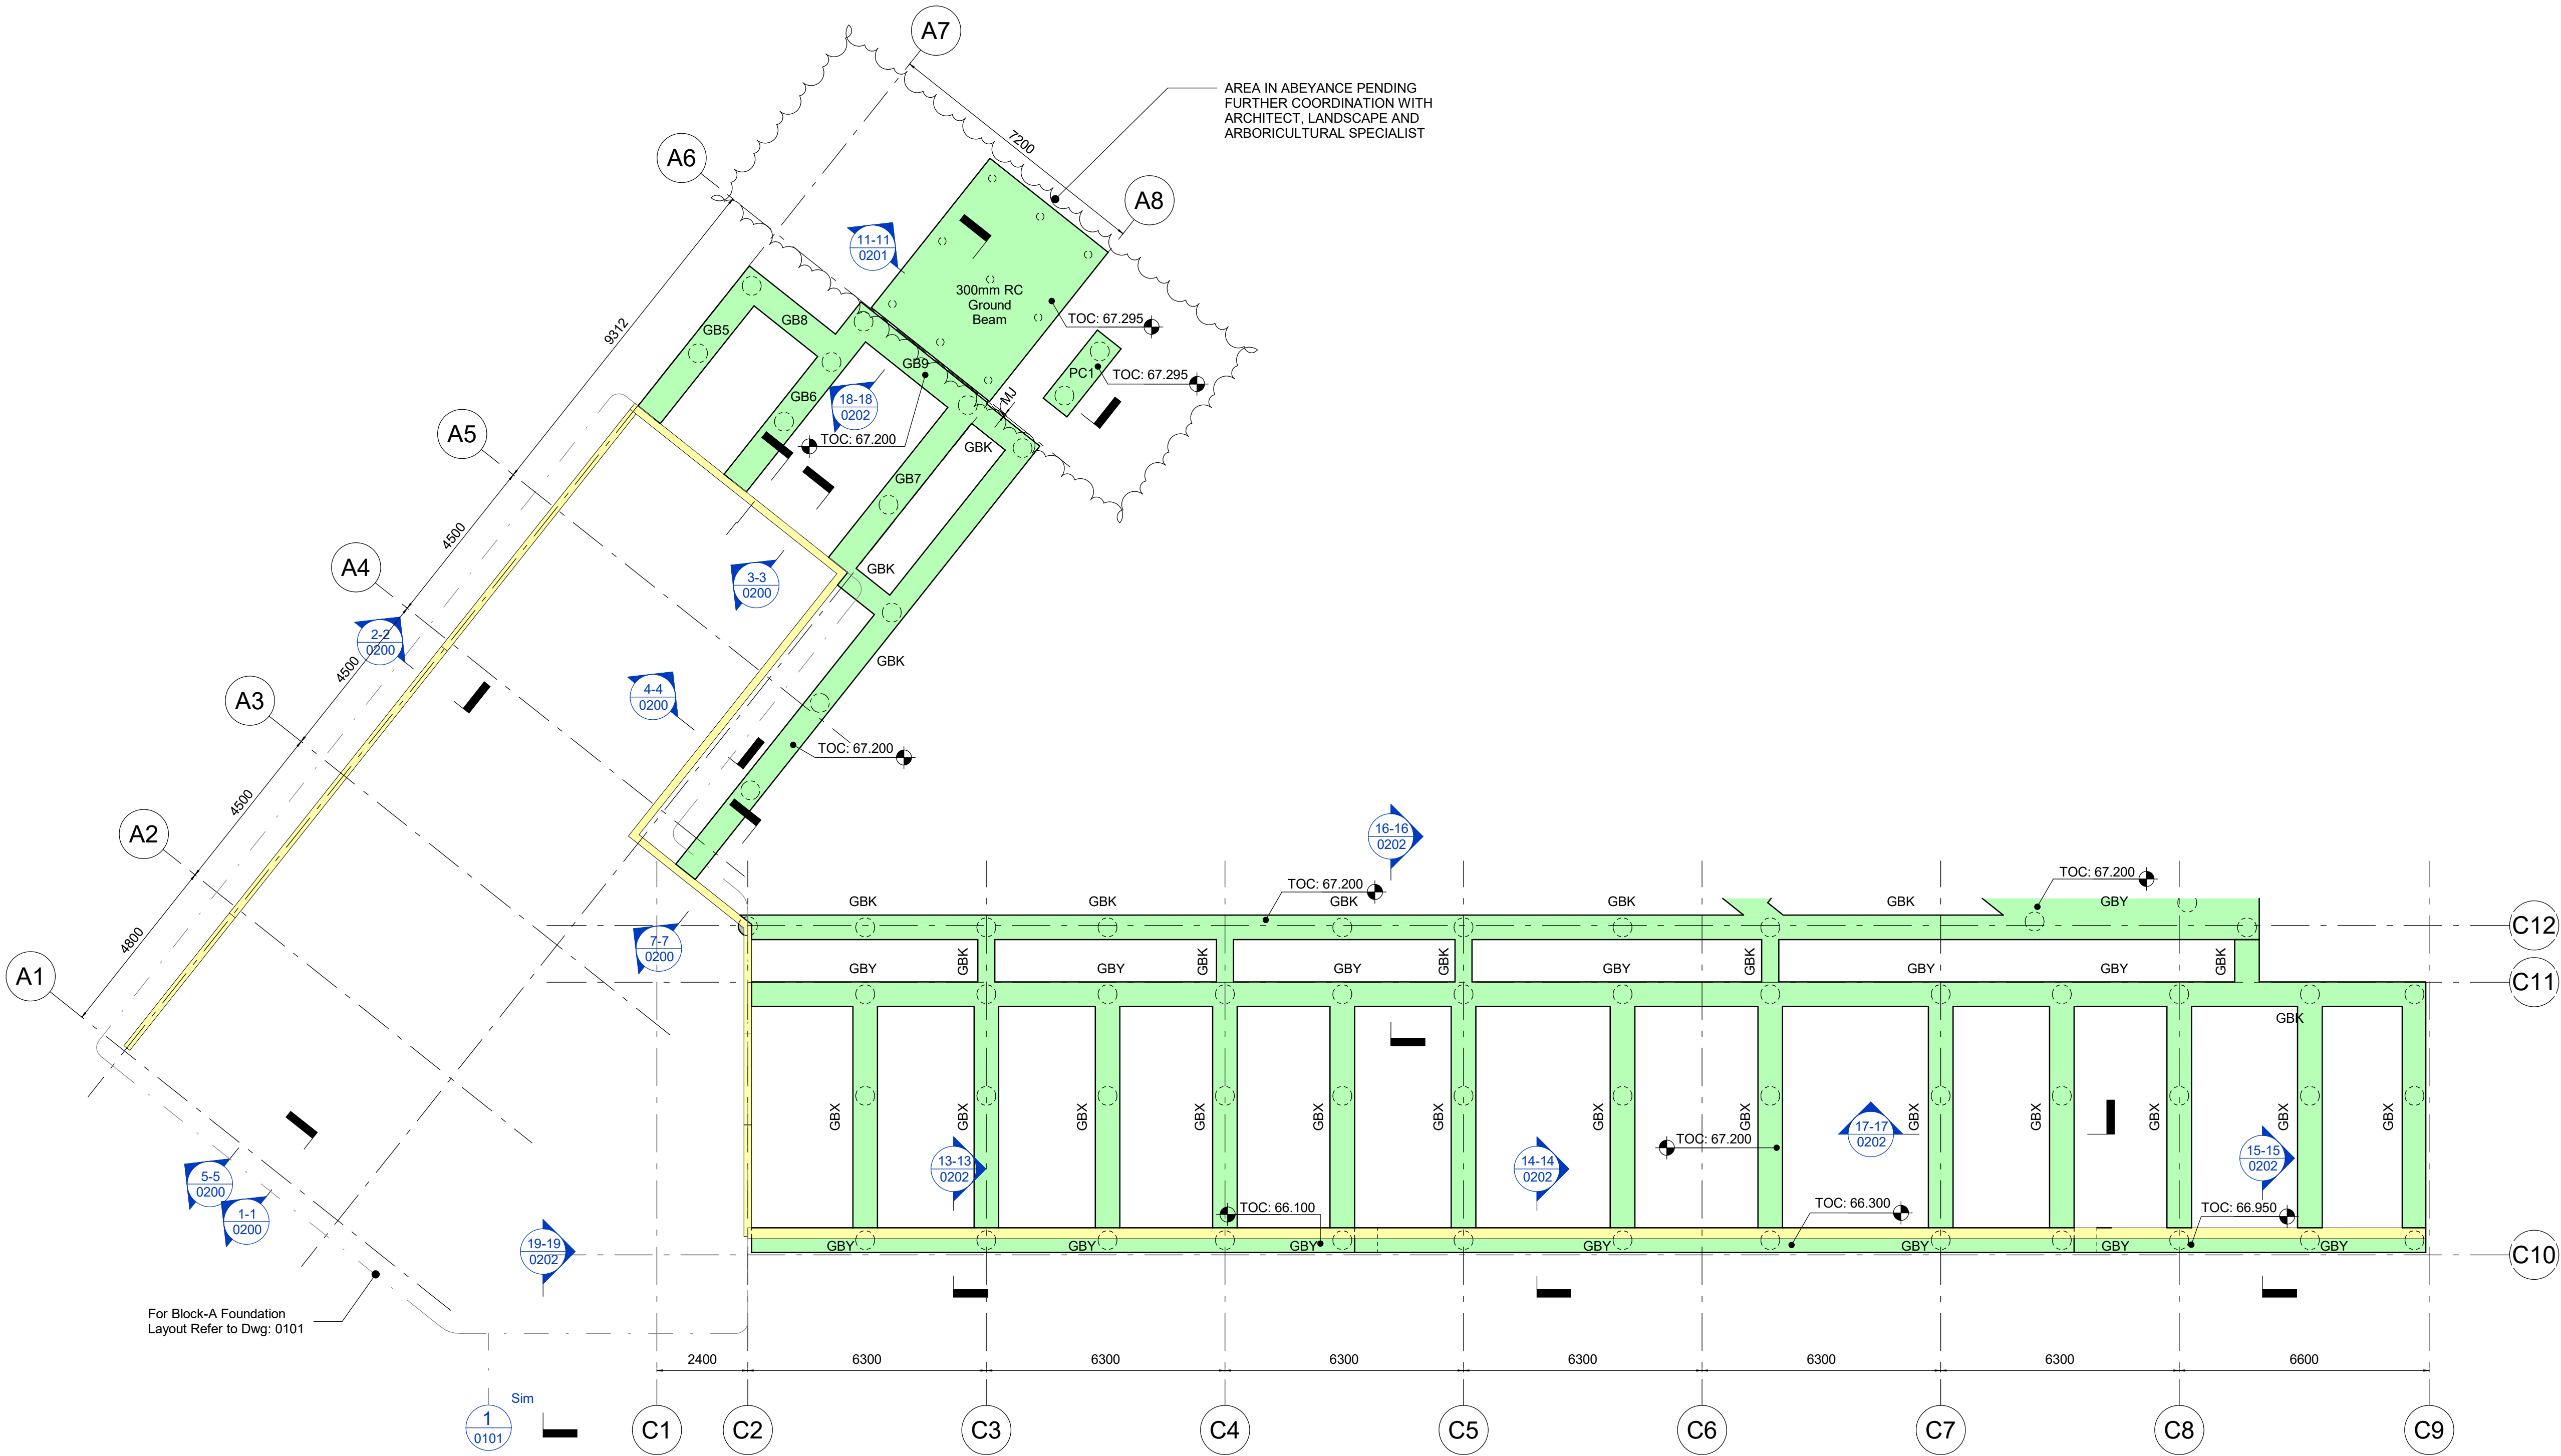 A7
AREA IN ABEYANCE PENDING
FURTHER COORDINATION WITH
ARCHITECT, LANDSCAPE AND
ARBORICULTURAL SPECIALIST
7200
A6
A8
11-11
0201
300mm RC
Ground
Beam
TOC: 67.295
9312
GB5
GB8
GB9
PC1
TOC: 67.295
MJ
GB6
18-18
0202
TOC: 67.200
A5
GBK
GB7
4500
A4
GBK
3-3
0200
2-2
0200
4500
GBK
A3
4-4
0200
TOC: 67.200
4500
A2
16-16
0202
TOC: 67.200
TOC: 67.200
GBK
GBK
GBK
GBK
GBK
GBY
C12
4800
7-7
0200
A1
GBY
GBK
GBY
GBK
GBY
GBK
GBY
GBK
GBY
GBY
GBK
C11
GBK
GBX
GBX
GBX
GBX
GBX
GBX
GBX
GBX
GBX
GBX
GBX
GBX
GBX
17-17
0202
TOC: 67.200
13-13
0202
14-14
0202
15-15
0202
5-5
0200
1-1
0200
TOC: 66.100
TOC: 66.300
TOC: 66.950
19-19
0202
GBY
GBY
GBY
GBY
GBY
GBY
GBY
C10
For Block-A Foundation
Layout Refer to Dwg: 0101
2400
6300
6300
6300
6300
6300
6300
6600
Sim
1
0101
C1
C2
C3
C4
C5
C6
C7
C8
C9